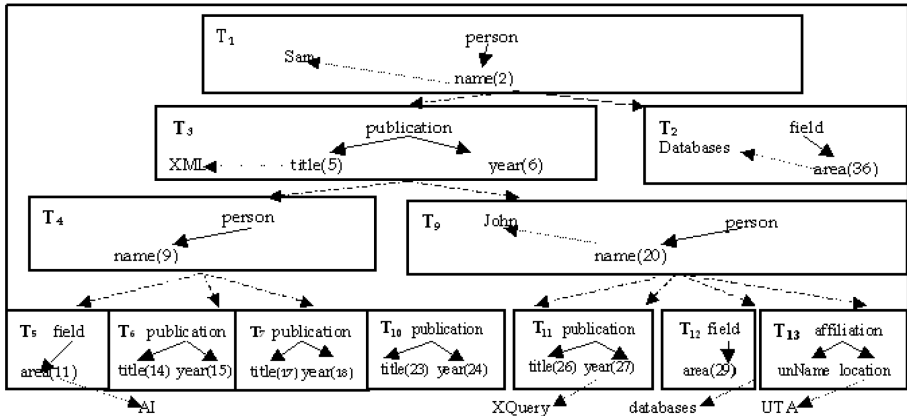 T1 person
Sam
name(2)
T3 publication
XML title(5) year(6)
T2 field
Databases
area(36)
T4 person
name(9)
T9 John person
name(20)
T5 field
area(11)
T6 publication
title(14) year(15)
T7 publication
title(17) year(18)
T10 publication
title(23) year(24)
T11 publication
title(26) year(27)
T12 field
area(29)
T13 affiliation
unName location
AI
XQuery
databases
UTA